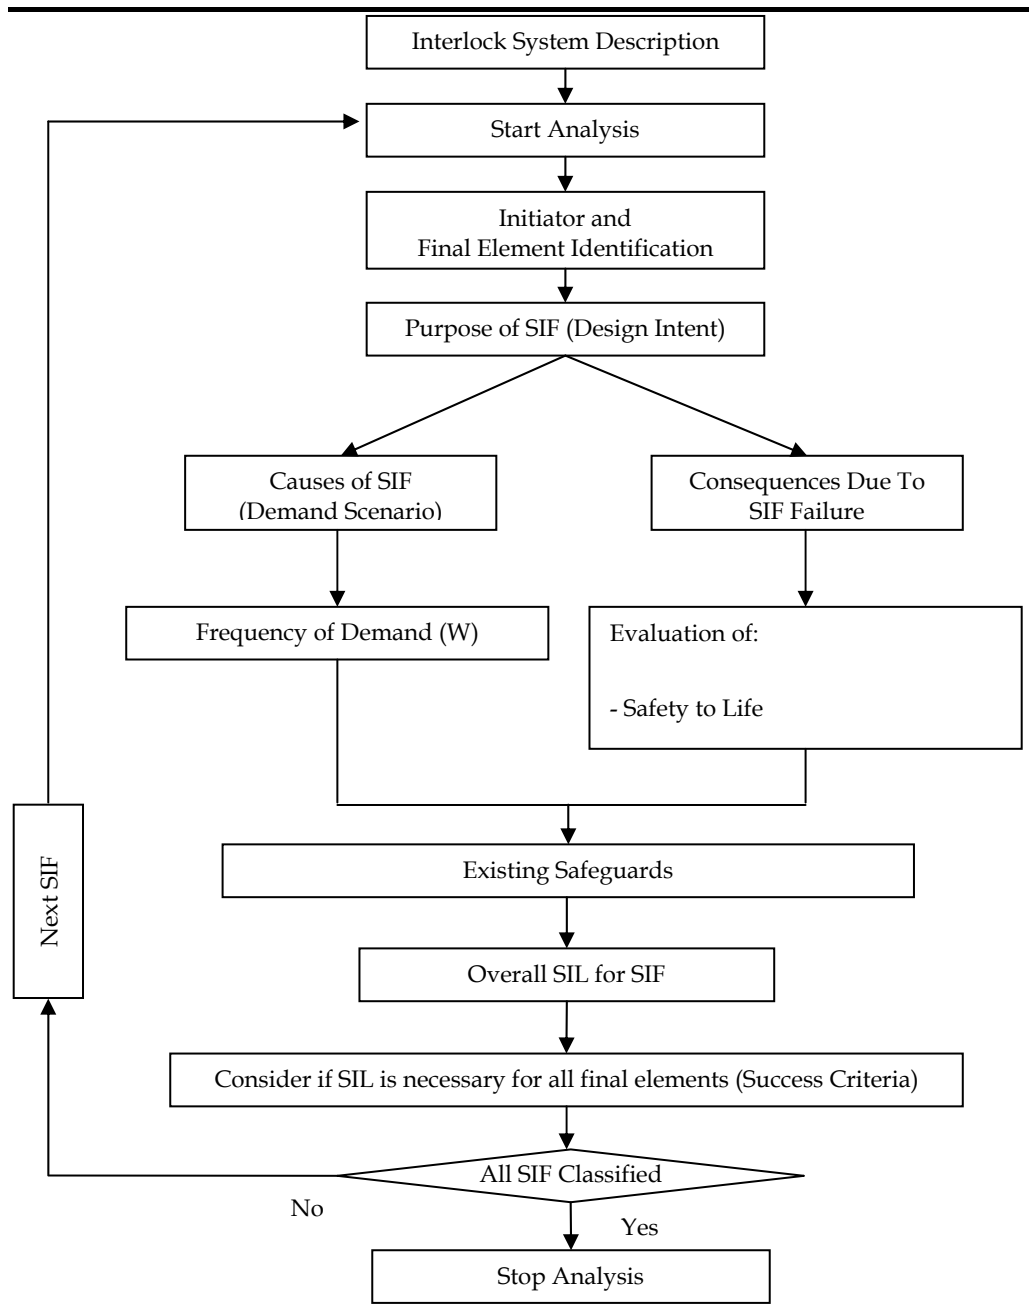 Interlock System Description
Start Analysis
Initiator and
Final Element Identification
Purpose of SIF (Design Intent)
Causes of SIF
(Demand Scenario)
Consequences Due To
SIF Failure
Frequency of Demand (W)
Evaluation of:
- Safety to Life
Existing Safeguards
Next SIF
Overall SIL for SIF
Consider if SIL is necessary for all final elements (Success Criteria)
All SIF Classified
No
Yes
Stop Analysis